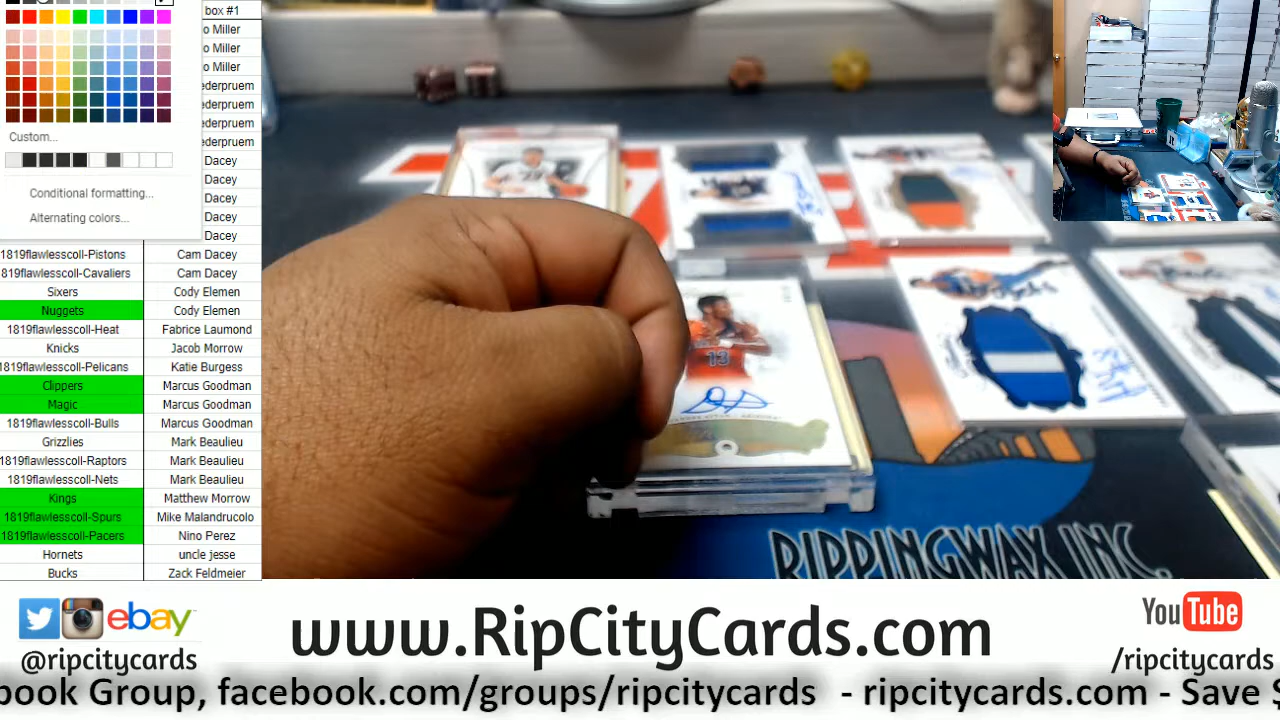 box #1
o Miller
o Miller
o Miller
ederpruem
ederpruem
ederpruem
ederpruem
Dacey
Dacey
Dacey
Dacey
Dacey
Custom...
Conditional formatting...
Alternating colors...
1819flawlesscoll-Pistons Cam Dacey
1819flawlesscoll-Cavaliers Cam Dacey
Sixers Cody Elemen
Nuggets Cody Elemen
1819flawlesscoll-Heat Fabrice Laumond
Knicks Jacob Morrow
1819flawlesscoll-Pelicans Katie Burgess
Clippers Marcus Goodman
Magic Marcus Goodman
1819flawlesscoll-Bulls Marcus Goodman
Grizzlies Mark Beaulieu
1819flawlesscoll-Raptors Mark Beaulieu
1819flawlesscoll-Nets Mark Beaulieu
Kings Matthew Morrow
1819flawlesscoll-Spurs Mike Malandrucolo
1819flawlesscoll-Pacers Nino Perez
Hornets uncle jesse
Bucks Zack Feldmeier
13
RIPPINGWAX INC.
ebay
@ripcitycards
www.RipCityCards.com
YouTube
/ripcitycards
book Group, facebook.com/groups/ripcitycards - ripcitycards.com - Save $